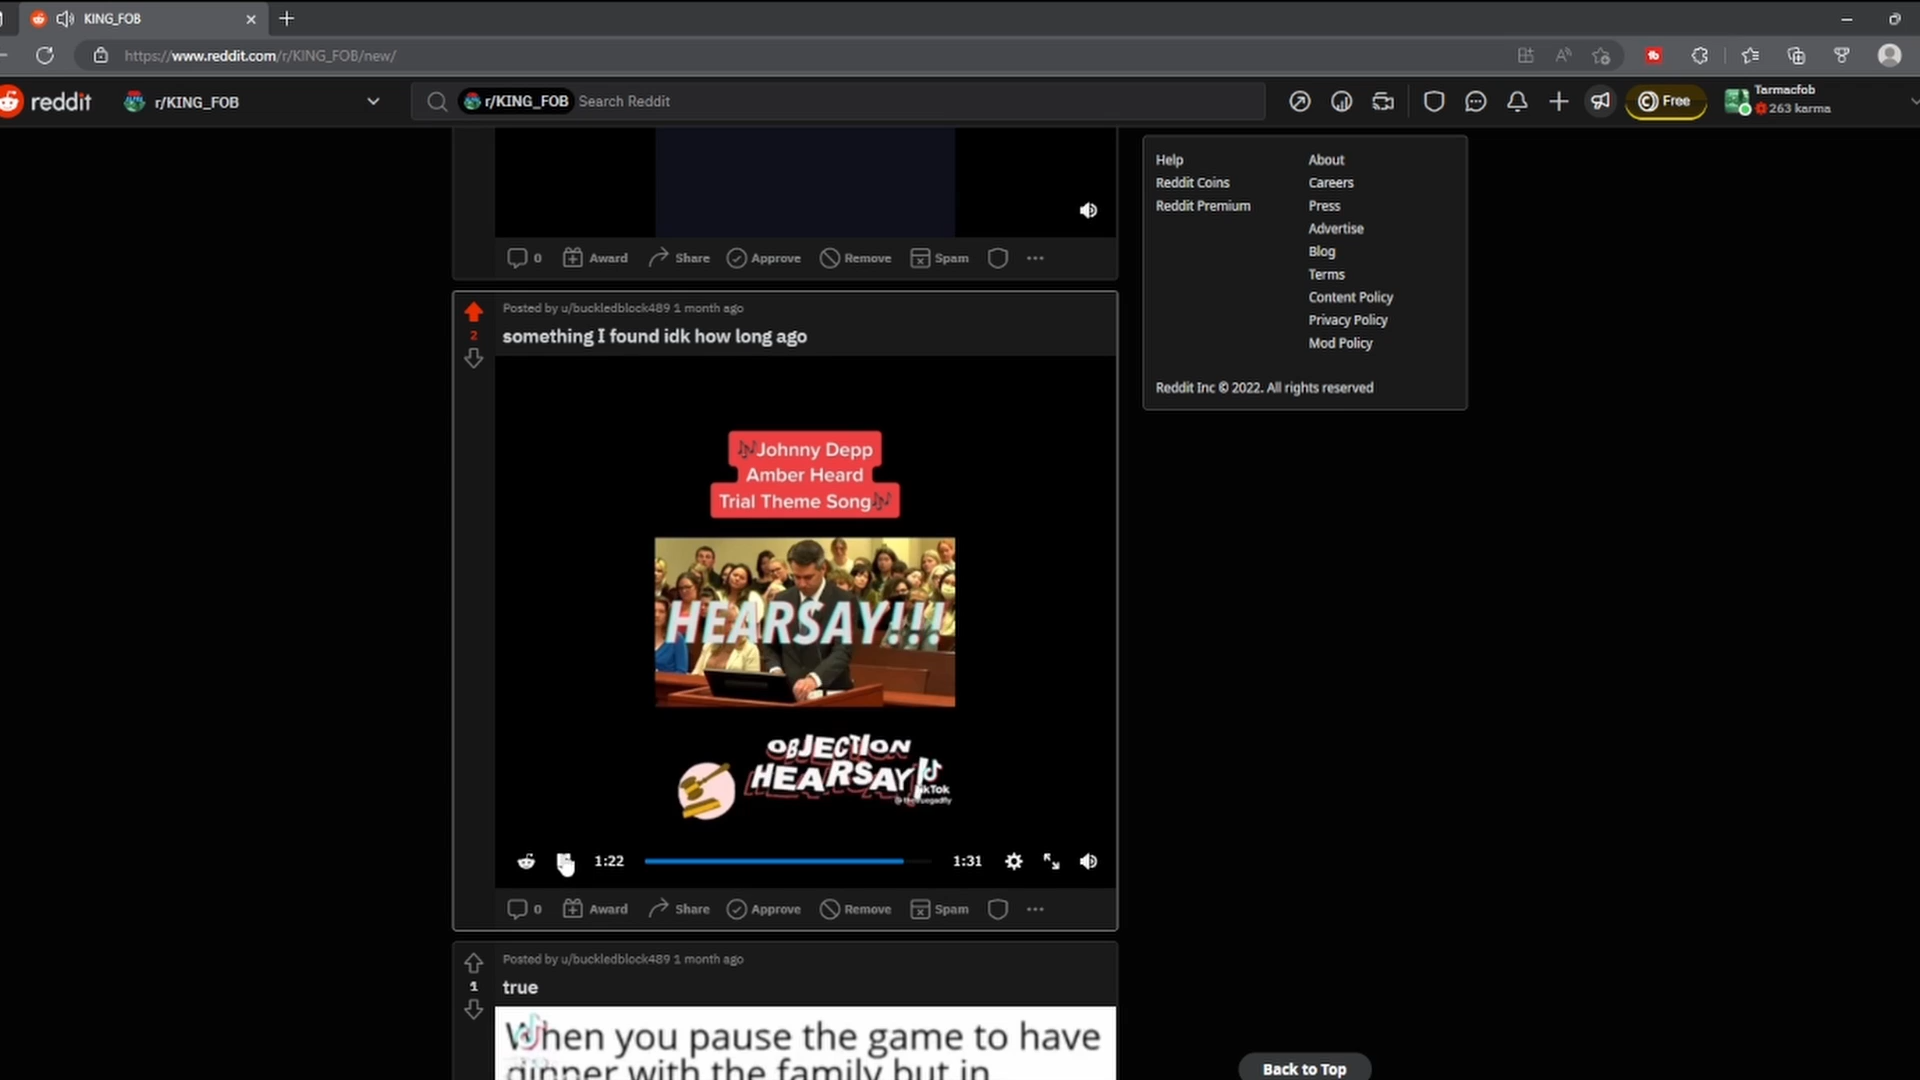 KING_FOB
https://www.reddit.com/r/KING_FOB/new/
reddit
r/KING_FOB
r/KING_FOB Search Reddit
Free
Tarmacfob
263 karma
0 Award Share Approve Remove Spam
Help
Reddit Coins
Reddit Premium
About
Careers
Press
Advertise
Blog
Terms
Content Policy
Privacy Policy
Mod Policy
Reddit Inc © 2022. All rights reserved
Posted by u/buckledblock489 1 month ago
2
something I found idk how long ago
🎶Johnny Depp
Amber Heard
Trial Theme Song🎶
HEARSAY!!!
OBJECTION
HEARSAY!
1:22
1:31
0 Award Share Approve Remove Spam
Posted by u/buckledblock489 1 month ago
1
true
When you pause the game to have
dinner with the family but in
Back to Top